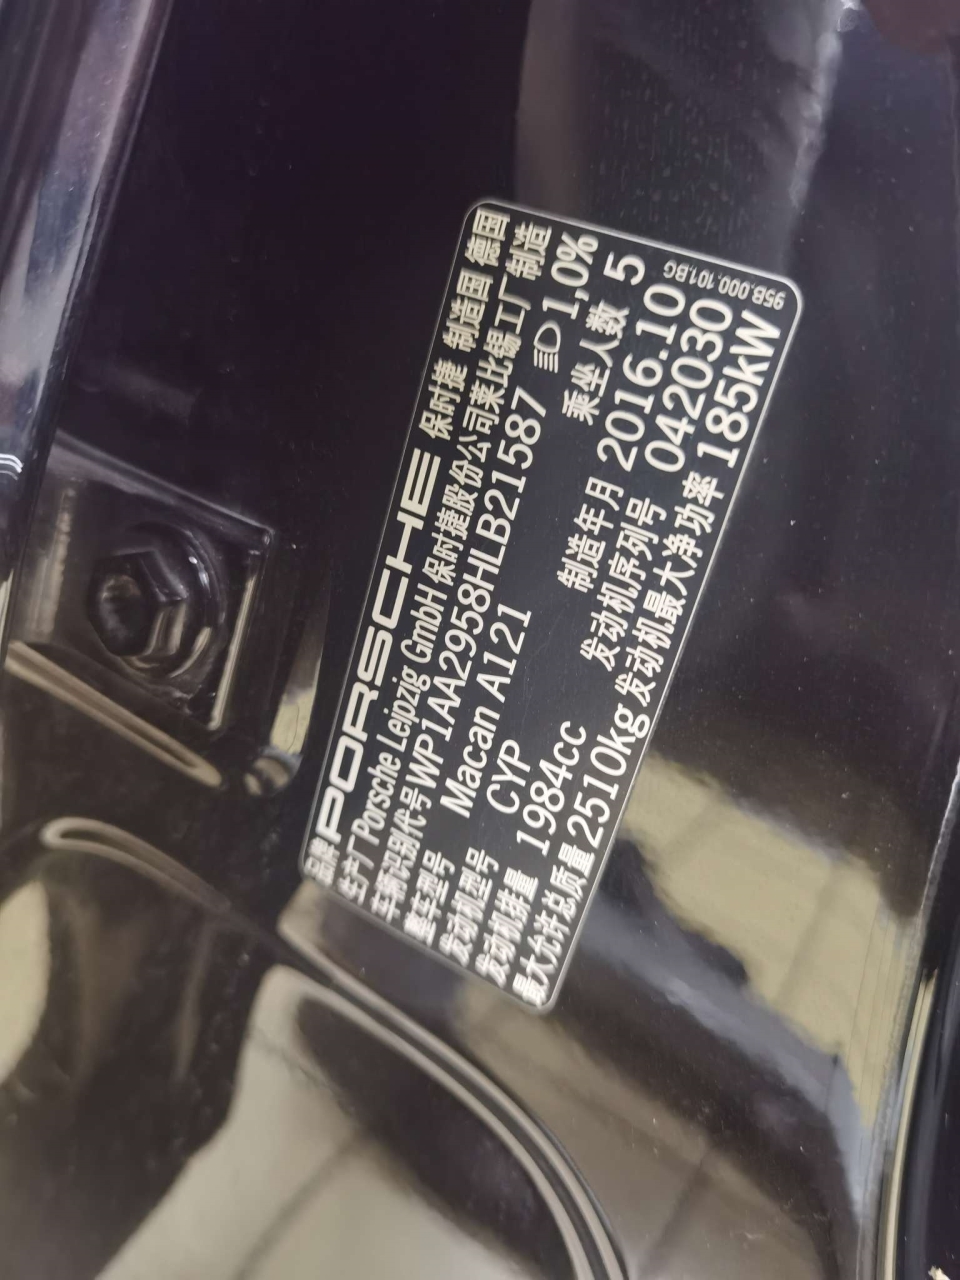 品牌 PORSCHE 保时捷 制造国 德国
生产厂 Porsche Leipzig GmbH 保时捷股份公司莱比锡工厂制造
车辆识别代号 WP1AA2958HLB21587 1,0%
整车型号 Macan A121 乘坐人数 5
发动机型号 CYP 制造年月 2016.10
发动机排量 1984cc 发动机序列号 042030
最大允许总质量 2510kg 发动机最大净功率 185kW
95B.000.101.BG